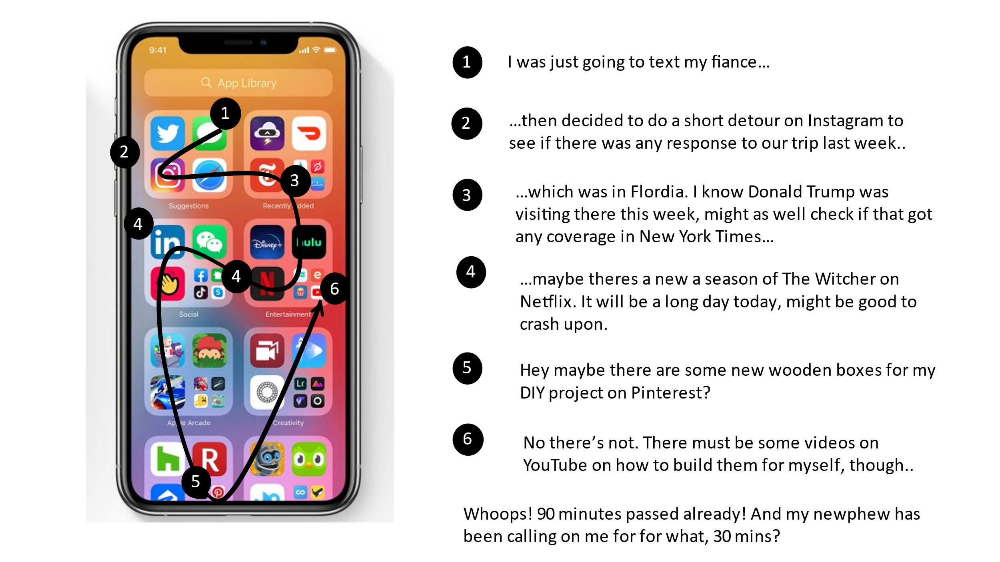 9:41
App Library
1
2
3
Suggestions
Recently dded
4
in
Disney+
hulu
4
N
6
Social
Entertainment
Lr
Ap le Arcade
Creativity
R
5
1
I was just going to text my fiance...
2
...then decided to do a short detour on Instagram to
see if there was any response to our trip last week..
3
...which was in Flordia. I know Donald Trump was
visiting there this week, might as well check if that got
any coverage in New York Times...
4
...maybe theres a new a season of The Witcher on
Netflix. It will be a long day today, might be good to
crash upon.
5
Hey maybe there are some new wooden boxes for my
DIY project on Pinterest?
6
No there’s not. There must be some videos on
YouTube on how to build them for myself, though..
Whoops! 90 minutes passed already! And my newphew has
been calling on me for for what, 30 mins?